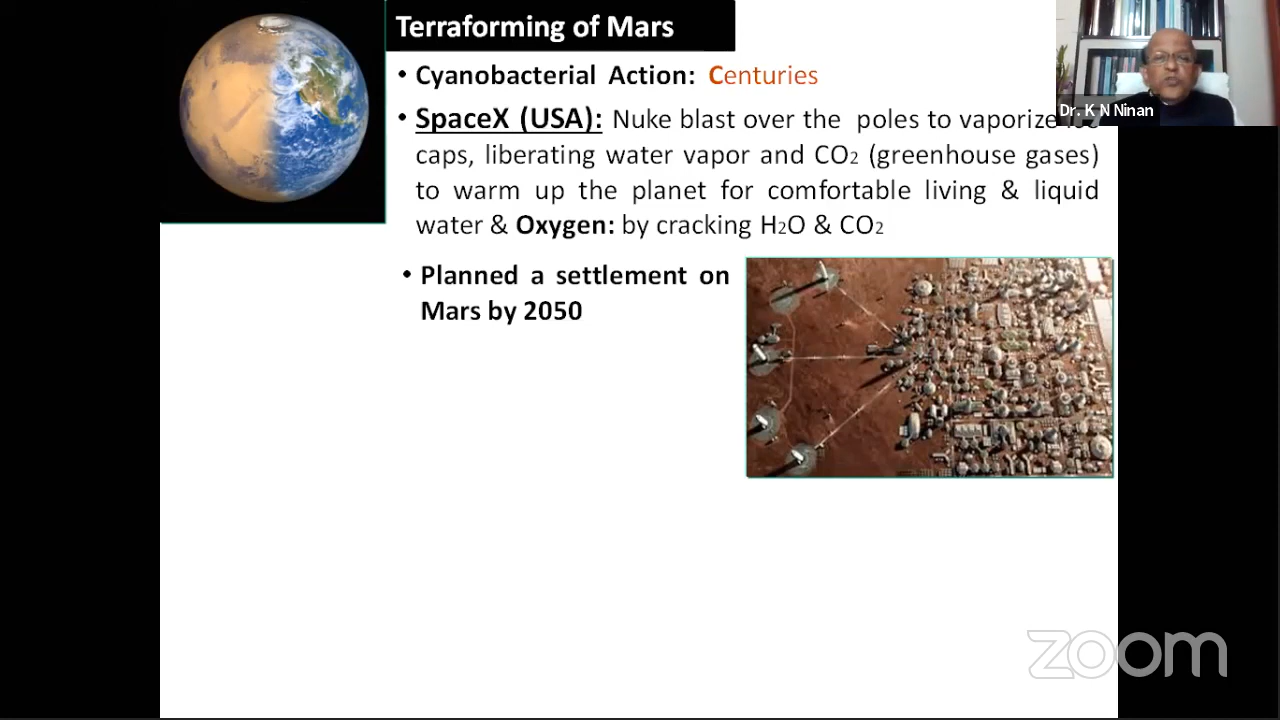 Terraforming of Mars
• Cyanobacterial Action: Centuries
• SpaceX (USA): Nuke blast over the poles to vaporize
caps, liberating water vapor and CO2 (greenhouse gases)
to warm up the planet for comfortable living & liquid
water & Oxygen: by cracking H2O & CO2
• Planned a settlement on
Mars by 2050
Dr. K N Ninan
zoom